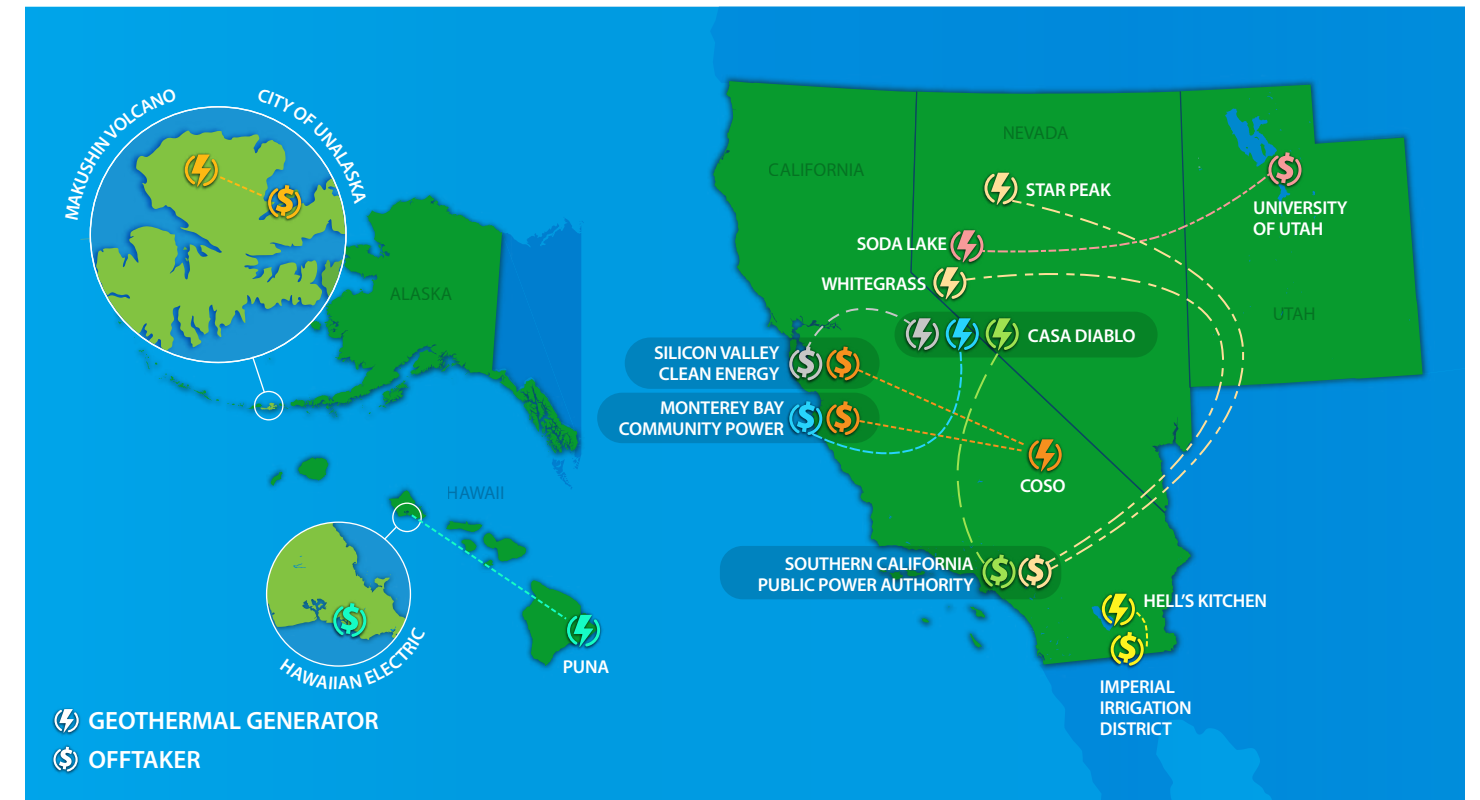 MAKUSHIN VOLCANO
CITY OF UNALASKA
ALASKA
HAWAII
HAWAIIAN ELECTRIC
PUNA
GEOTHERMAL GENERATOR
OFFTAKER
CALIFORNIA
NEVADA
UTAH
STAR PEAK
SODA LAKE
WHITEGRASS
UNIVERSITY
OF UTAH
CASA DIABLO
SILICON VALLEY
CLEAN ENERGY
MONTEREY BAY
COMMUNITY POWER
COSO
SOUTHERN CALIFORNIA
PUBLIC POWER AUTHORITY
HELL'S KITCHEN
IMPERIAL
IRRIGATION
DISTRICT